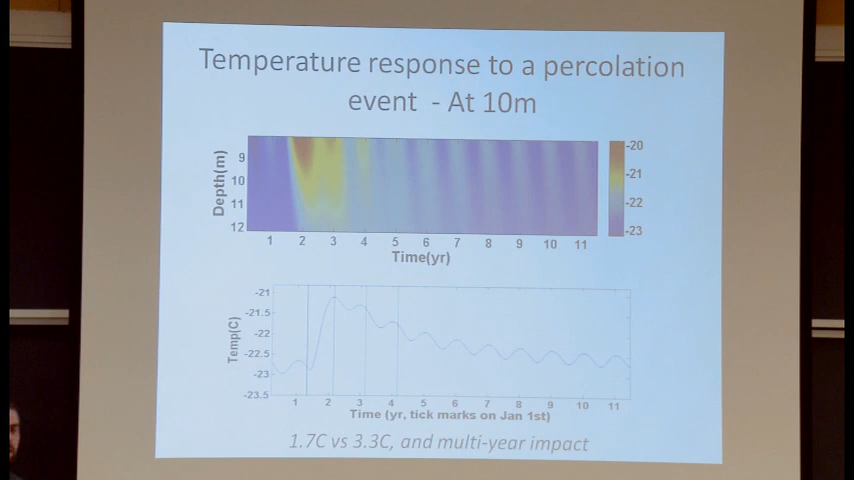 Temperature response to a percolation
event - At 10m
Depth(m)
9
10
11
12
1 2 3 4 5 6 7 8 9 10 11
Time(yr)
-20
-21
-22
-23
Temp(C)
-21
-21.5
-22
-22.5
-23
-23.5
1 2 3 4 5 6 7 8 9 10 11
Time (yr, tick marks on Jan 1st)
1.7C vs 3.3C, and multi-year impact